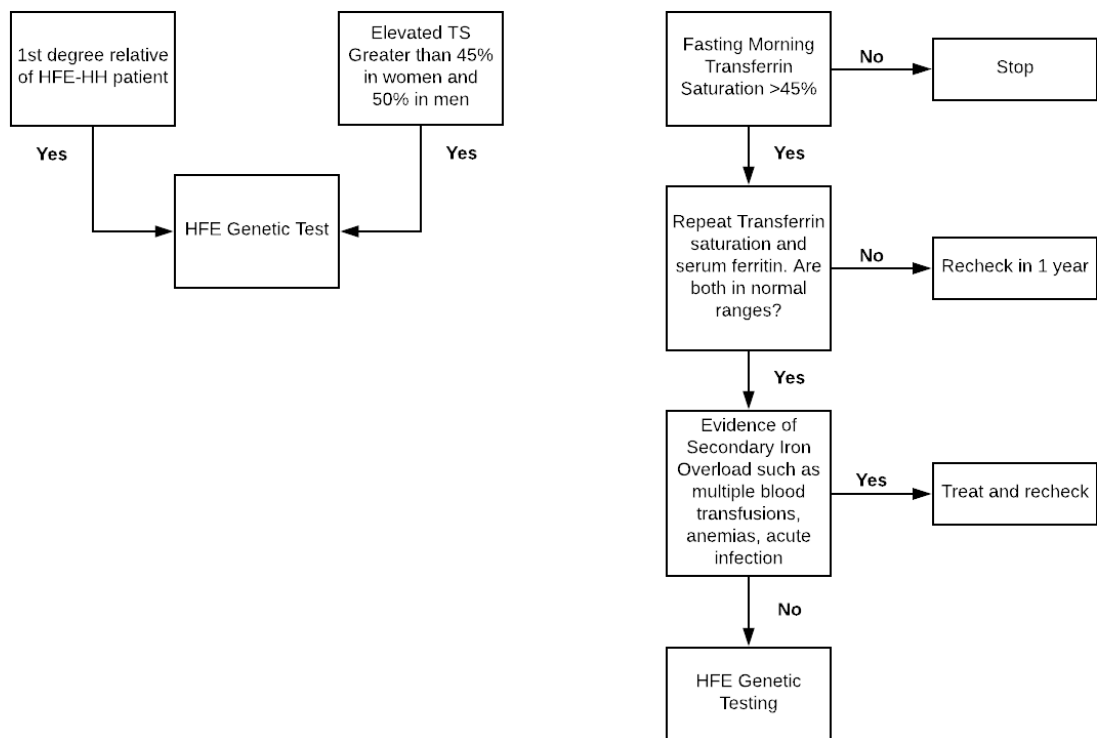 1st degree relative
of HFE-HH patient
Elevated TS
Greater than 45%
in women and
50% in men
Yes
Yes
HFE Genetic Test
Fasting Morning
Transferrin
Saturation >45%
No
Stop
Yes
Repeat Transferrin
saturation and
serum ferritin. Are
both in normal
ranges?
No
Recheck in 1 year
Yes
Evidence of
Secondary Iron
Overload such as
multiple blood
transfusions,
anemias, acute
infection
Yes
Treat and recheck
No
HFE Genetic
Testing